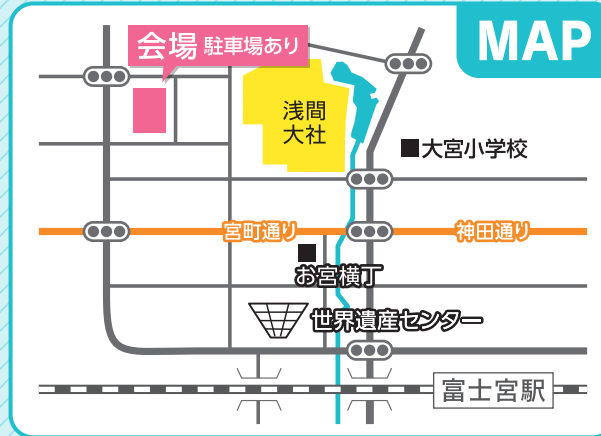 MAP
会場 駐車場あり
浅間
大社
大宮小学校
宮町通り
神田通り
お宮横丁
世界遺産センター
富士宮駅